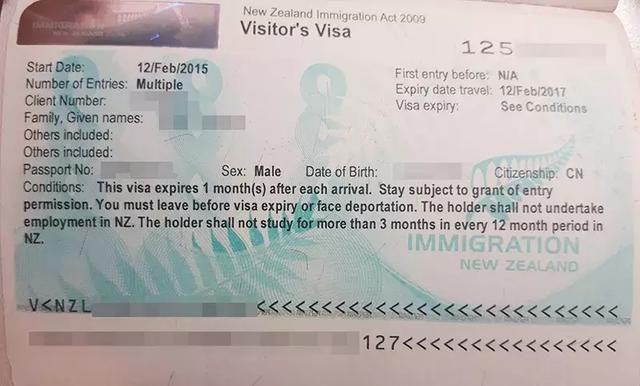 IMMIGRATION
NEW ZEALAND
New Zealand Immigration Act 2009
Visitor's Visa
125
Start Date: 12/Feb/2015
First entry before: N/A
Number of Entries: Multiple
Expiry date travel: 12/Feb/2017
Client Number:
Visa expiry: See Conditions
Family, Given names:
Others included:
Others included:
Passport No: Sex: Male Date of Birth: Citizenship: CN
Conditions: This visa expires 1 month(s) after each arrival. Stay subject to grant of entry
permission. You must leave before visa expiry or face deportation. The holder shall not undertake
employment in NZ. The holder shall not study for more than 3 months in every 12 month period in
NZ.
IMMIGRATION
NEW ZEALAND
V<NZL <<<<<<<<<<<<<<<<<<<<<<<<<<<<
127<<<<<<<<<<<<<<<<